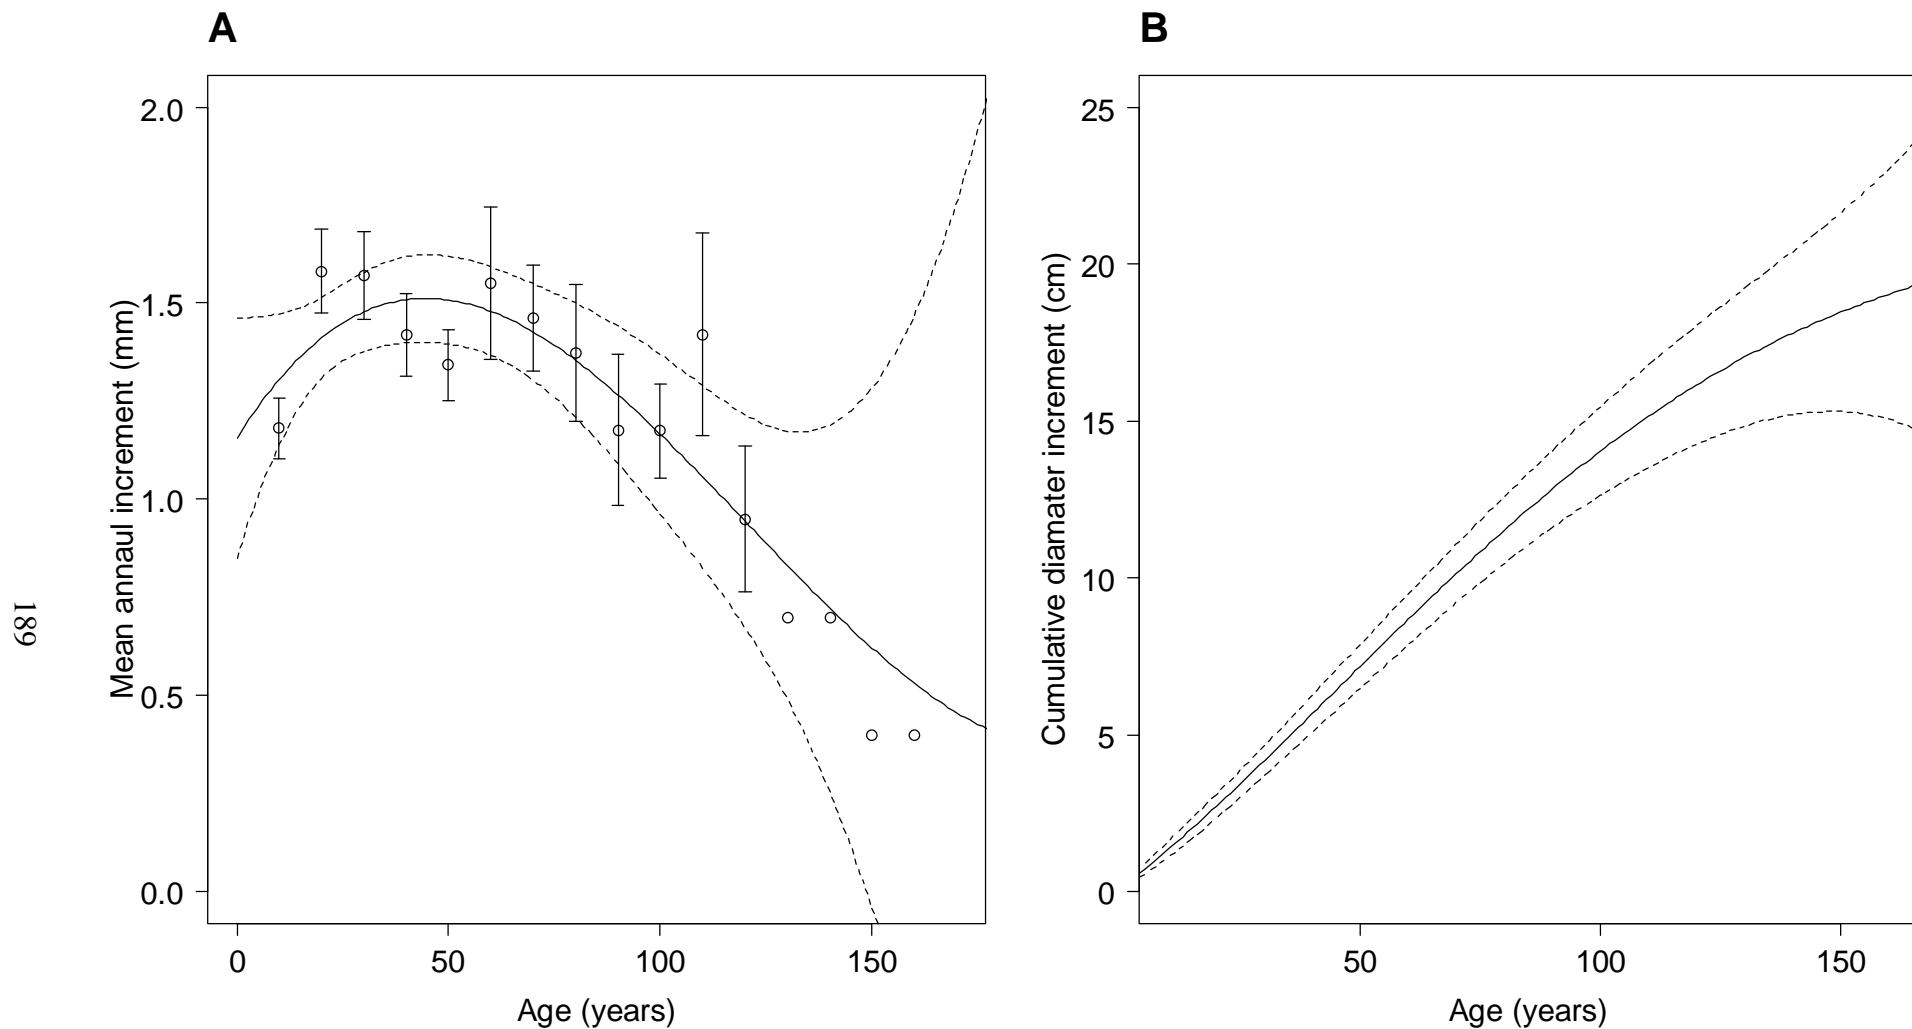 A
2.0
1.5
1.0
0.5
0.0
Mean annaul increment (mm)
0 50 100 150
Age (years)
B
25
20
15
10
5
0
Cumulative diamater increment (cm)
50 100 150
Age (years)
189